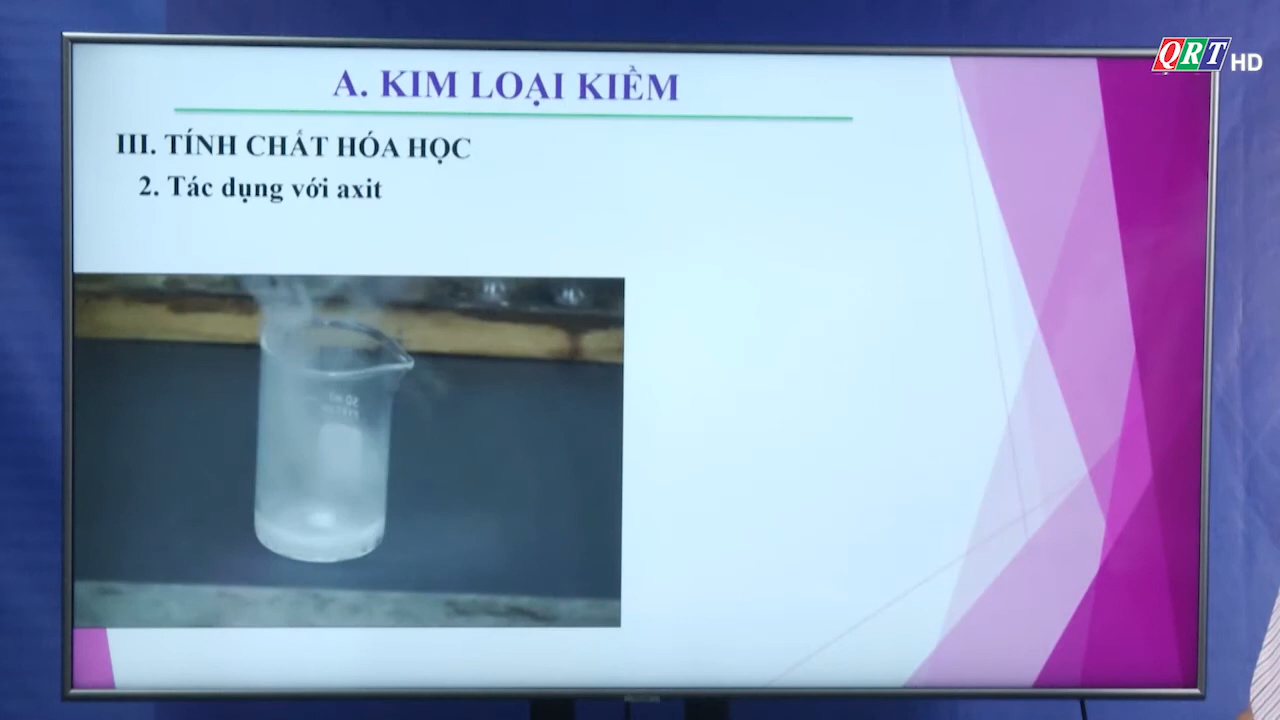 QRT HD
A. KIM LOẠI KIỀM
III. TÍNH CHẤT HÓA HỌC
2. Tác dụng với axit